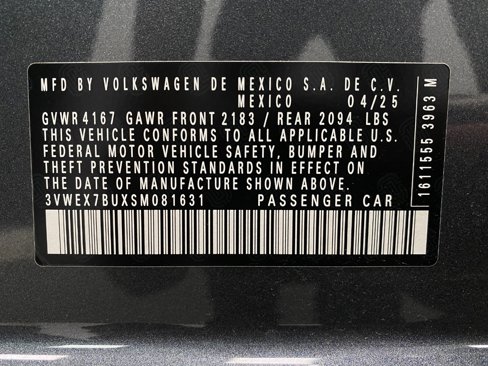 MFD BY VOLKSWAGEN DE MEXICO S.A. DE C.V.
MEXICO 04/25
GVWR 4167 GAWR FRONT 2183 / REAR 2094 LBS
THIS VEHICLE CONFORMS TO ALL APPLICABLE U.S.
FEDERAL MOTOR VEHICLE SAFETY, BUMPER AND
THEFT PREVENTION STANDARDS IN EFFECT ON
THE DATE OF MANUFACTURE SHOWN ABOVE.
3VWEX7BUXSM081631 PASSENGER CAR
1611555 3963 M